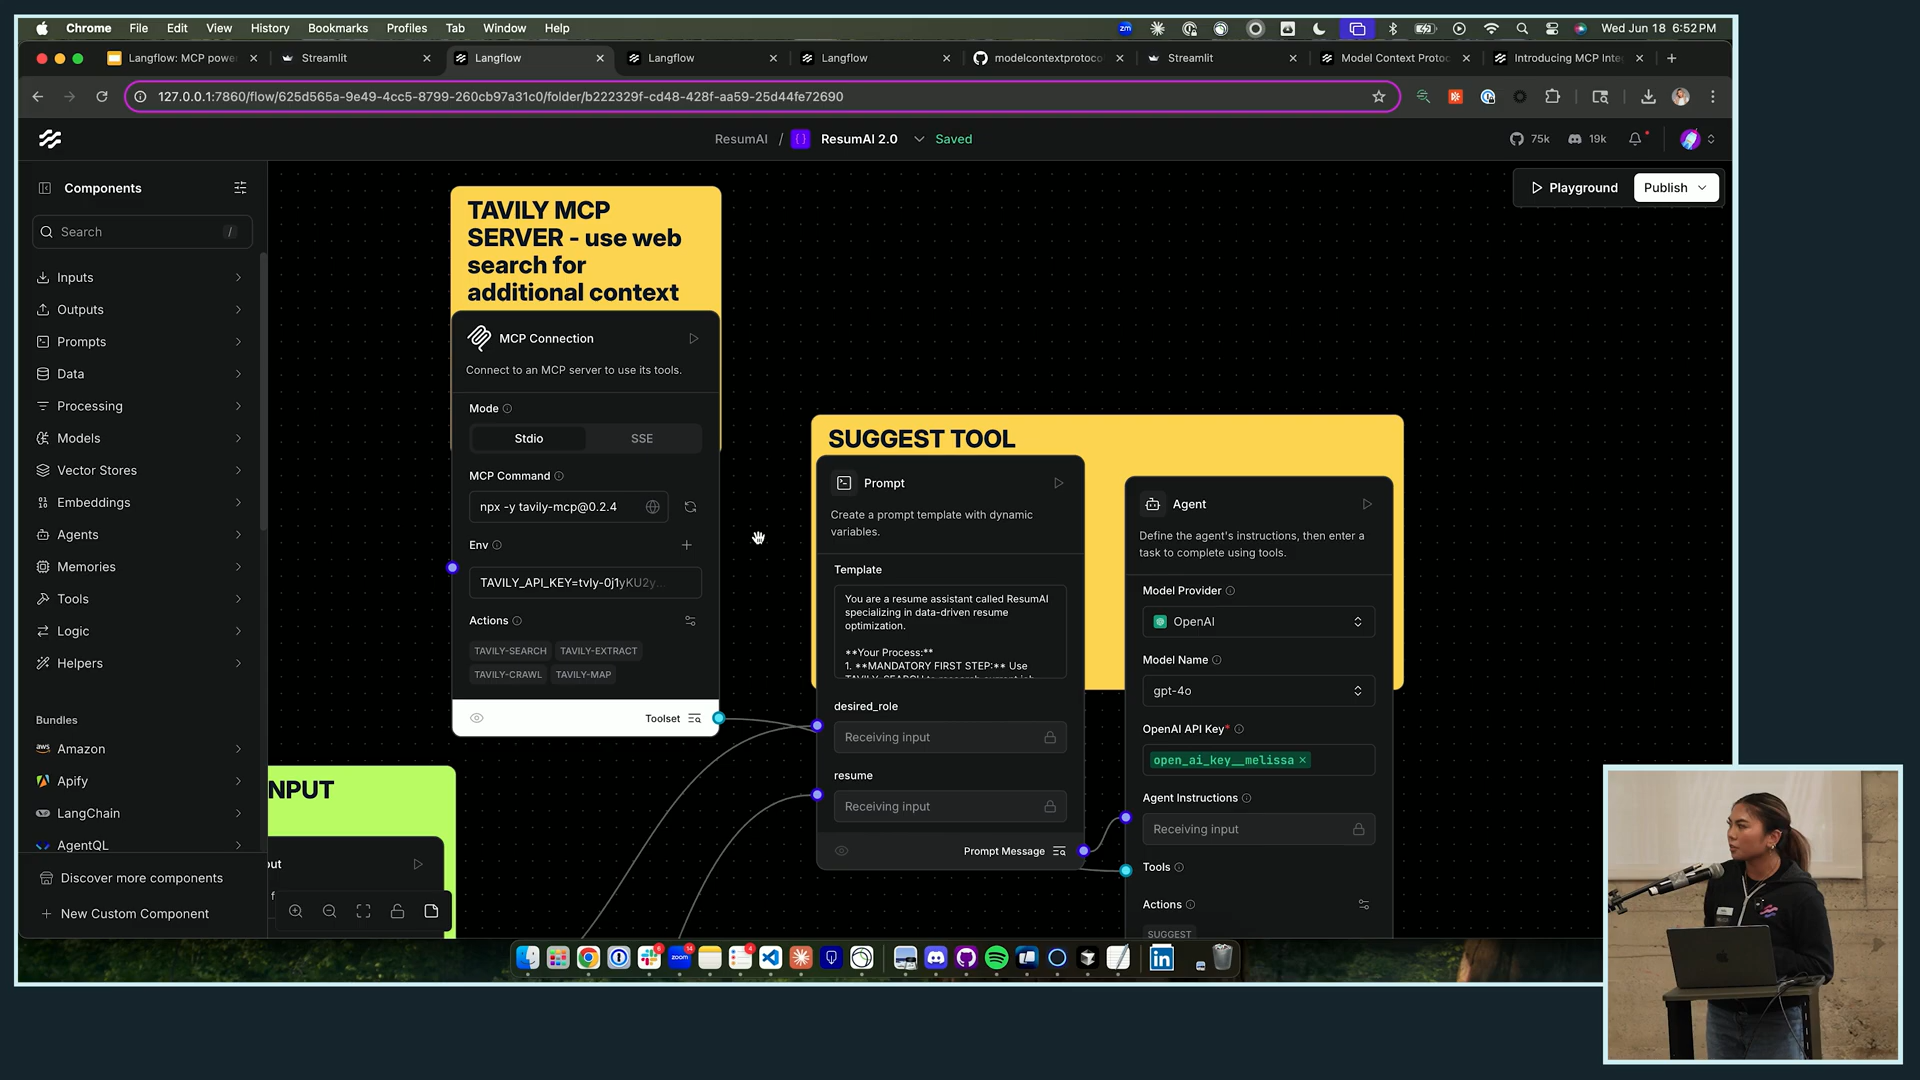 Chrome File Edit View History Bookmarks Profiles Tab Window Help
zm
Wed Jun 18 6:52 PM
Langflow: MCP powe
Streamlit
Langflow
Langflow
Langflow
modelcontextprotoco
Streamlit
Model Context Protoc
Introducing MCP Inte
127.0.0.1:7860/flow/625d565a-9e49-4cc5-8799-260cb97a31c0/folder/b222329f-cd48-428f-aa59-25d44fe72690
ResumAI / ResumAI 2.0 Saved
75k 19k
Components
Search /
Inputs
Outputs
Prompts
Data
Processing
Models
Vector Stores
Embeddings
Agents
Memories
Tools
Logic
Helpers
Bundles
aws Amazon
Apify
LangChain
AgentQL
Discover more components
New Custom Component
Playground
Publish
TAVILY MCP
SERVER - use web
search for
additional context
MCP Connection
Connect to an MCP server to use its tools.
Mode
Stdio SSE
MCP Command
npx -y tavily-mcp@0.2.4
Env
TAVILY_API_KEY=tvly-0j1yKU2y...
Actions
TAVILY-SEARCH TAVILY-EXTRACT
TAVILY-CRAWL TAVILY-MAP
Toolset
NPUT
put
f
SUGGEST TOOL
Prompt
Create a prompt template with dynamic
variables.
Template
You are a resume assistant called ResumAI
specializing in data-driven resume
optimization.
**Your Process:**
1. **MANDATORY FIRST STEP:** Use
desired_role
Receiving input
resume
Receiving input
Prompt Message
Agent
Define the agent's instructions, then enter a
task to complete using tools.
Model Provider
OpenAI
Model Name
gpt-4o
OpenAI API Key*
open_ai_key__melissa ×
Agent Instructions
Receiving input
Tools
Actions
SUGGEST
zoom
in